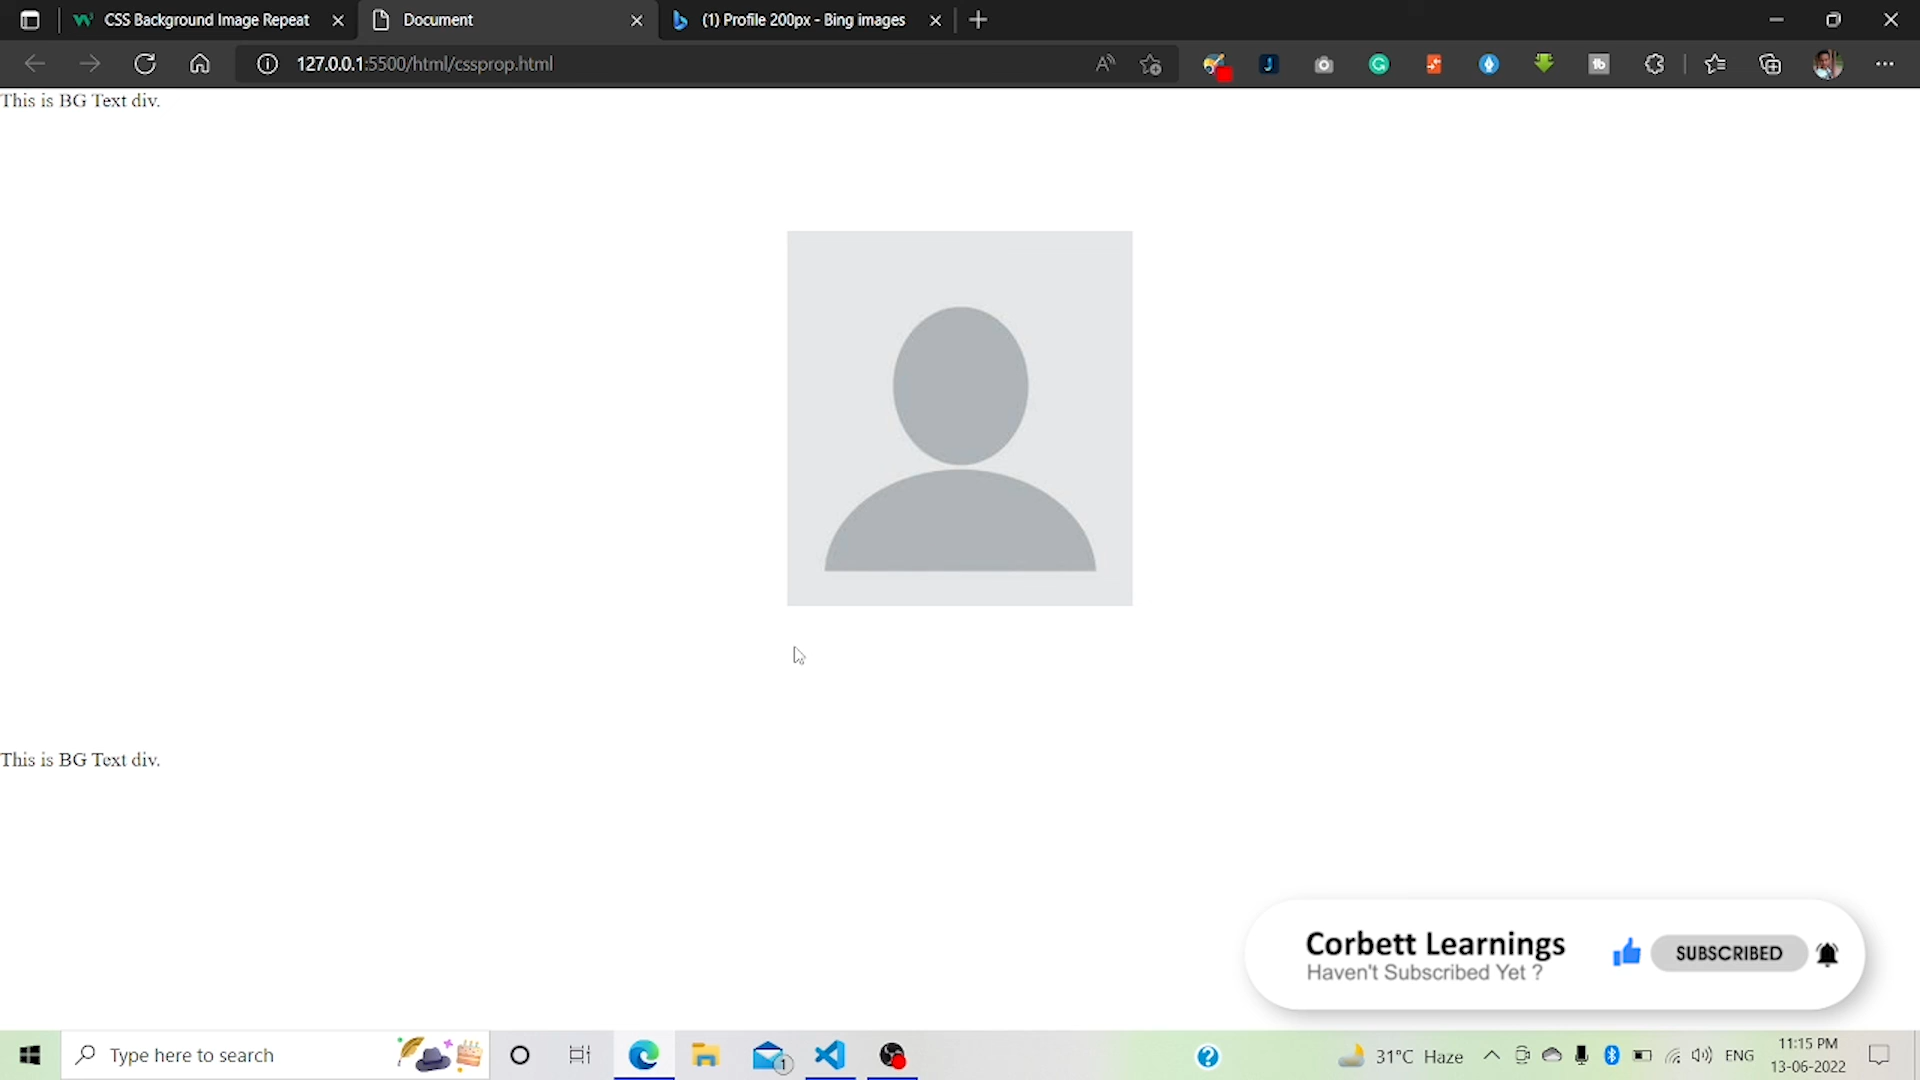 CSS Background Image Repeat
Document
(1) Profile 200px - Bing images
127.0.0.1:5500/html/cssprop.html
This is BG Text div.
This is BG Text div.
Corbett Learnings
Haven't Subscribed Yet ?
SUBSCRIBED
Type here to search
1
31°C Haze
ENG
11:15 PM
13-06-2022